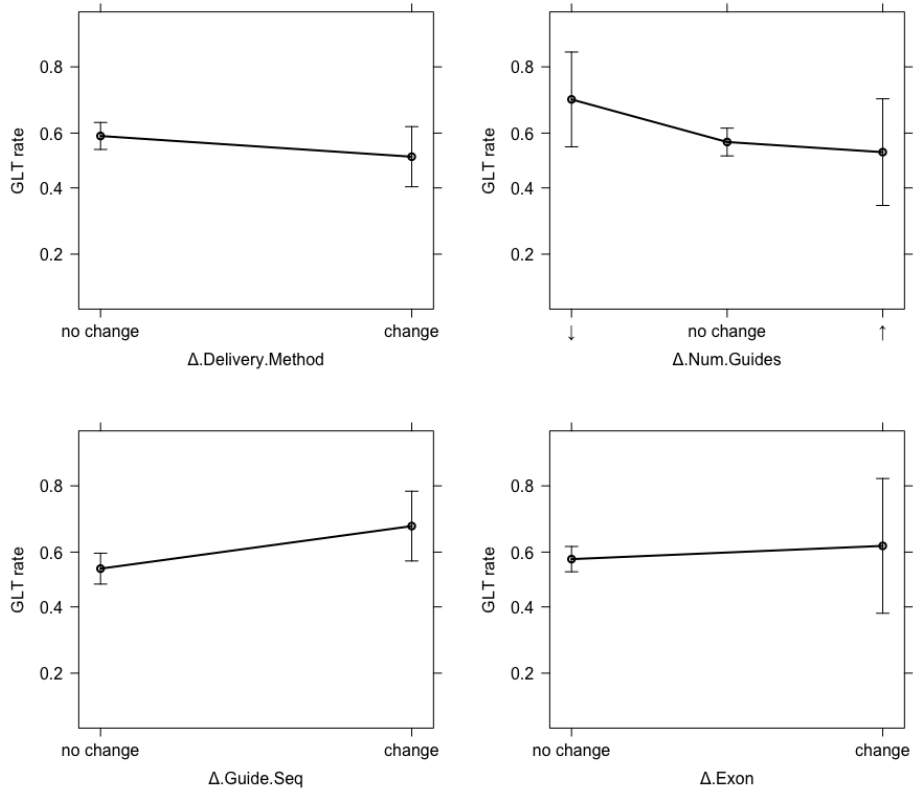 0.8
0.6
0.4
0.2
GLT rate
no change
change
Δ.Delivery.Method
0.8
0.6
0.4
0.2
GLT rate
↓
no change
↑
Δ.Num.Guides
0.8
0.6
0.4
0.2
GLT rate
no change
change
Δ.Guide.Seq
0.8
0.6
0.4
0.2
GLT rate
no change
change
Δ.Exon